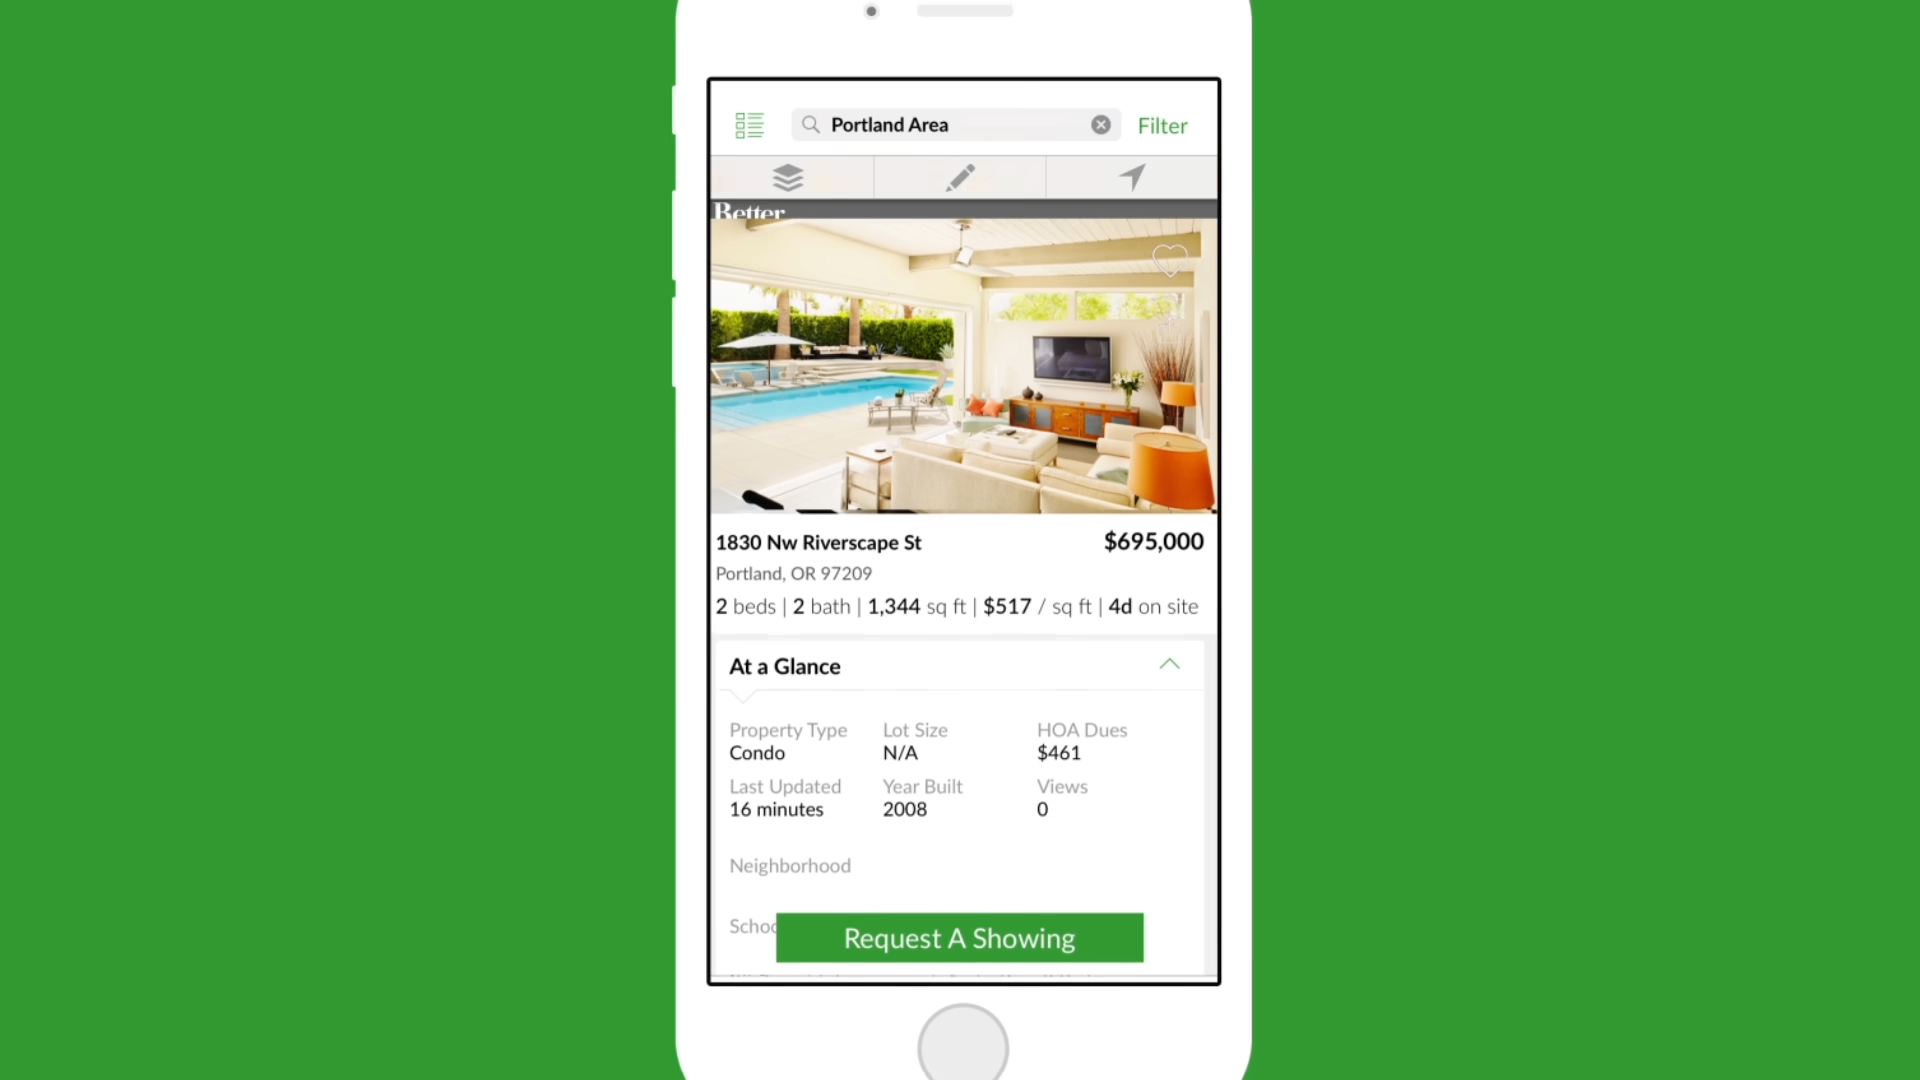 Portland Area
Filter
Better
1830 Nw Riverscape St
$695,000
Portland, OR 97209
2 beds | 2 bath | 1,344 sq ft | $517 / sq ft | 4d on site
At a Glance
Property Type
Lot Size
HOA Dues
Condo
N/A
$461
Last Updated
Year Built
Views
16 minutes
2008
0
Neighborhood
Schoo
Request A Showing